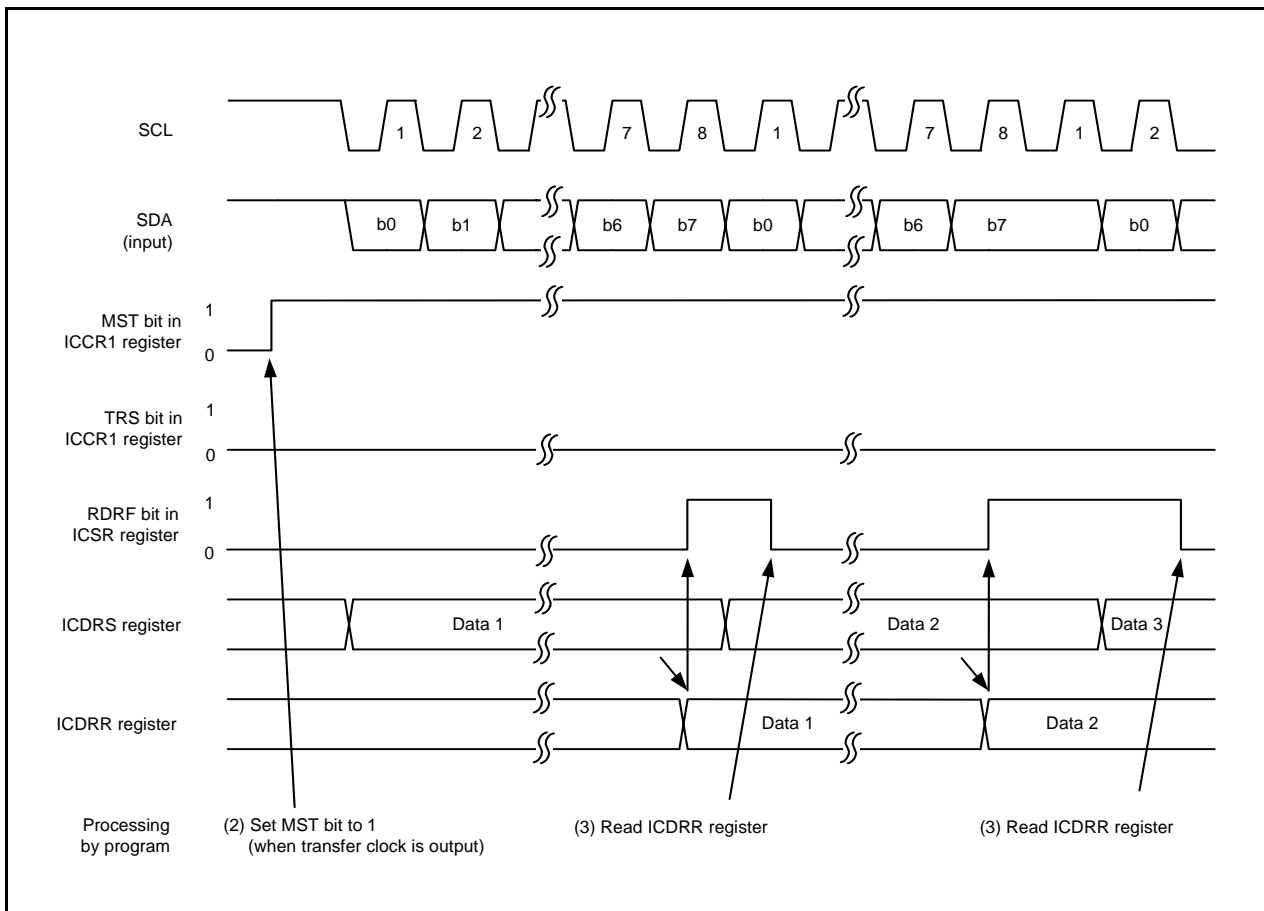 SCL
1 2 7 8 1 7 8 1 2
SDA
(input)
b0 b1 b6 b7 b0 b6 b7 b0
MST bit in
ICCR1 register
1
0
TRS bit in
ICCR1 register
1
0
RDRF bit in
ICSR register
1
0
ICDRS register
Data 1 Data 2 Data 3
ICDRR register
Data 1 Data 2
Processing
by program
(2) Set MST bit to 1
(when transfer clock is output)
(3) Read ICDRR register
(3) Read ICDRR register